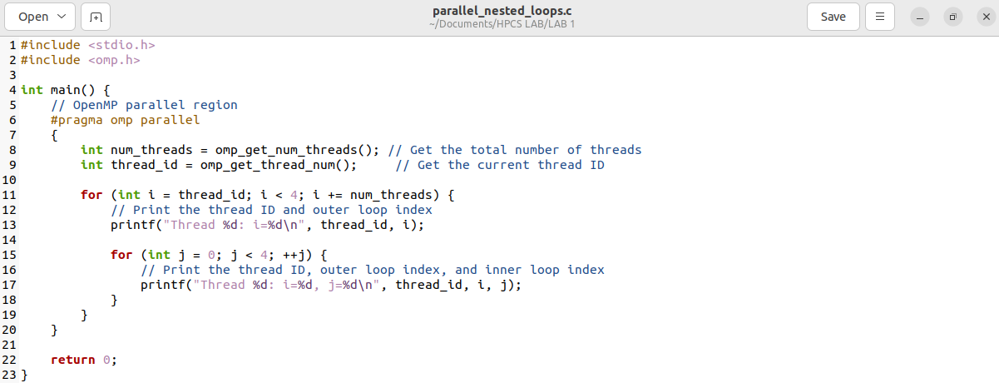 Open
parallel_nested_loops.c
~/Documents/HPCS LAB/LAB 1
Save
1 #include <stdio.h>
2 #include <omp.h>
3
4 int main() {
5     // OpenMP parallel region
6     #pragma omp parallel
7     {
8         int num_threads = omp_get_num_threads(); // Get the total number of threads
9         int thread_id = omp_get_thread_num();     // Get the current thread ID
10
11         for (int i = thread_id; i < 4; i += num_threads) {
12             // Print the thread ID and outer loop index
13             printf("Thread %d: i=%d\n", thread_id, i);
14
15             for (int j = 0; j < 4; ++j) {
16                 // Print the thread ID, outer loop index, and inner loop index
17                 printf("Thread %d: i=%d, j=%d\n", thread_id, i, j);
18             }
19         }
20     }
21
22     return 0;
23 }